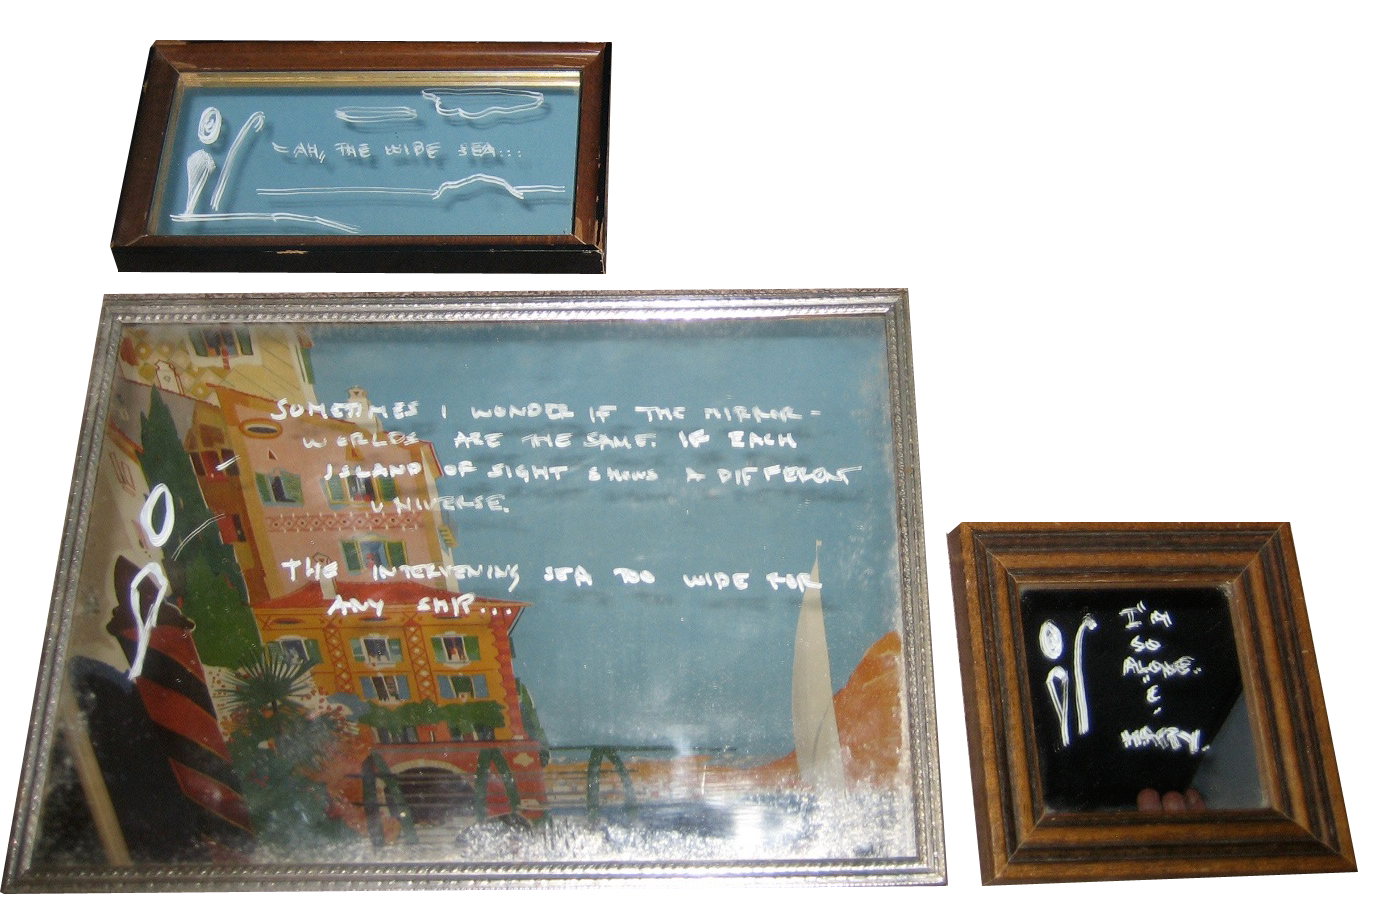 "AH, THE WIDE SEA...
SOMETIMES I WONDER IF THE MIRROR-
WORLDS ARE THE SAME. IF EACH
ISLAND OF SIGHT SHOWS A DIFFERENT
UNIVERSE.
THE INTERVENING SEA TOO WIDE FOR
ANY SHIP...
I'M
SO
ALONE.
&
HAPPY.